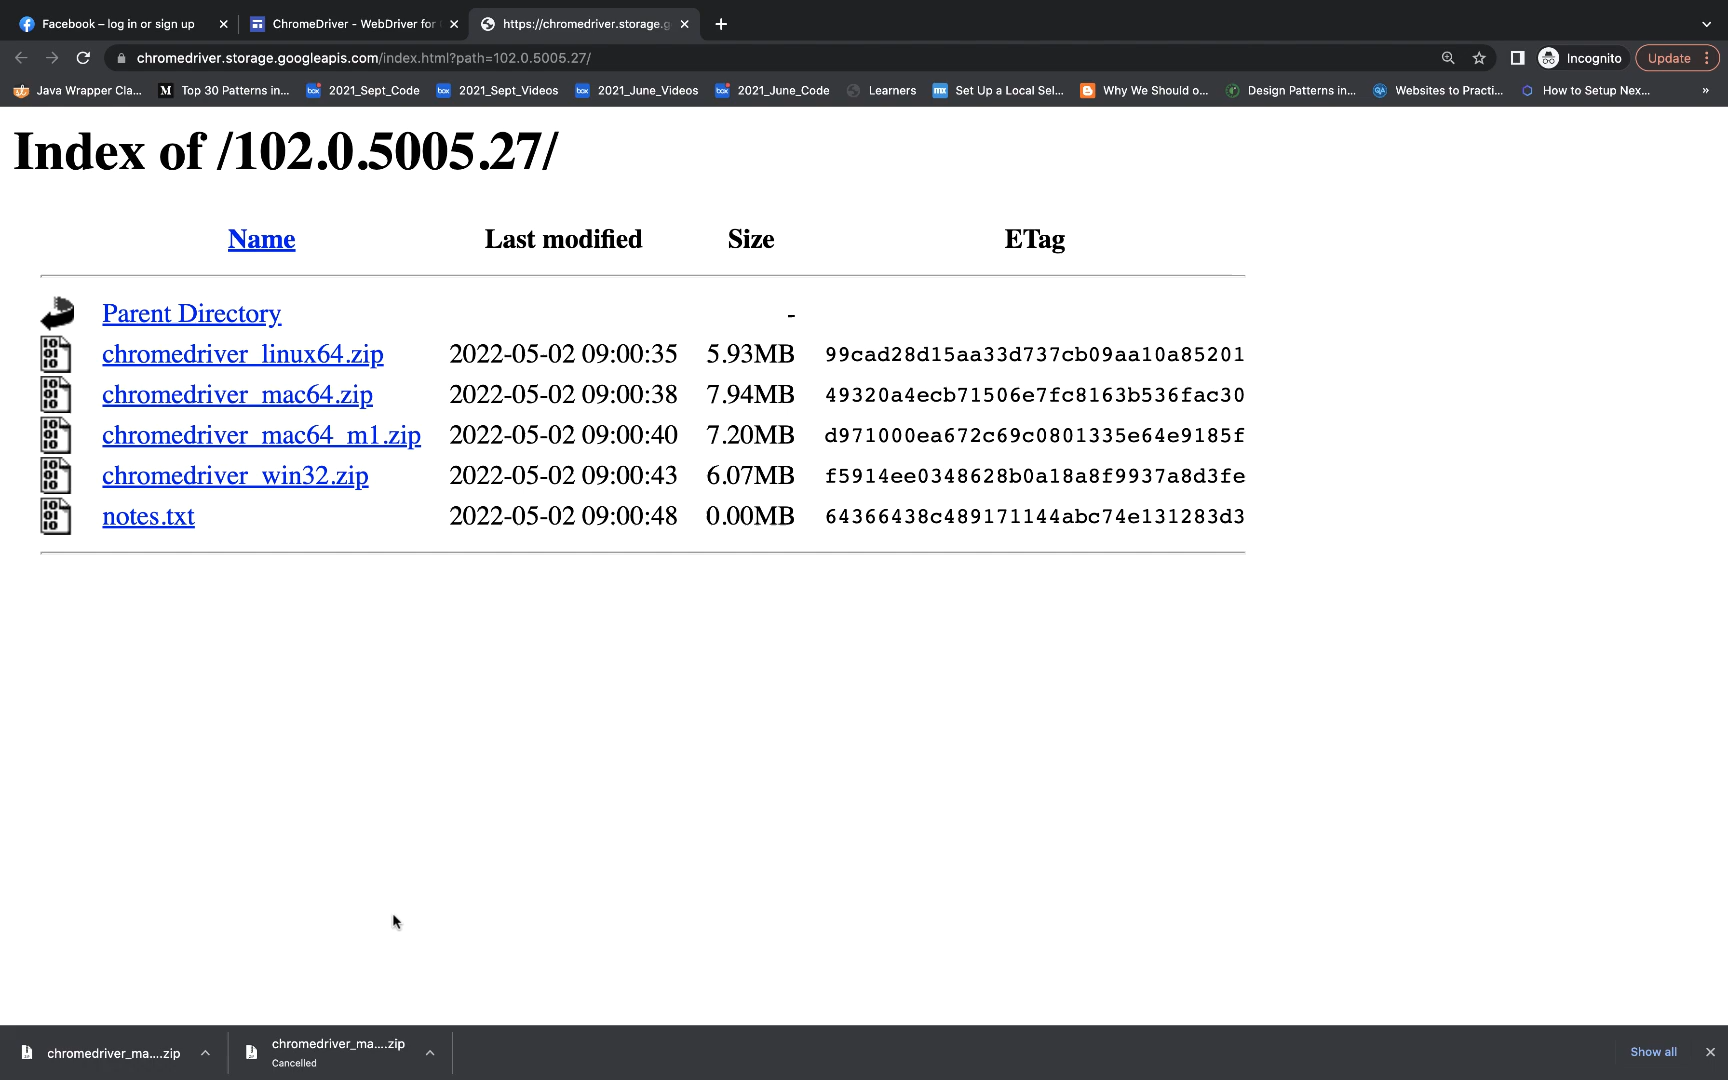 Facebook – log in or sign up
ChromeDriver - WebDriver for
https://chromedriver.storage.g
chromedriver.storage.googleapis.com/index.html?path=102.0.5005.27/
Incognito
Update
Java Wrapper Cla...
Top 30 Patterns in...
2021_Sept_Code
2021_Sept_Videos
2021_June_Videos
2021_June_Code
Learners
Set Up a Local Sel...
Why We Should o...
Design Patterns in...
Websites to Practi...
How to Setup Nex...
»
Index of /102.0.5005.27/
Name Last modified Size ETag
Parent Directory -
chromedriver_linux64.zip 2022-05-02 09:00:35 5.93MB 99cad28d15aa33d737cb09aa10a85201
chromedriver_mac64.zip 2022-05-02 09:00:38 7.94MB 49320a4ecb71506e7fc8163b536fac30
chromedriver_mac64_m1.zip 2022-05-02 09:00:40 7.20MB d971000ea672c69c0801335e64e9185f
chromedriver_win32.zip 2022-05-02 09:00:43 6.07MB f5914ee0348628b0a18a8f9937a8d3fe
notes.txt 2022-05-02 09:00:48 0.00MB 64366438c489171144abc74e131283d3
chromedriver_ma....zip
chromedriver_ma....zip
Cancelled
Show all